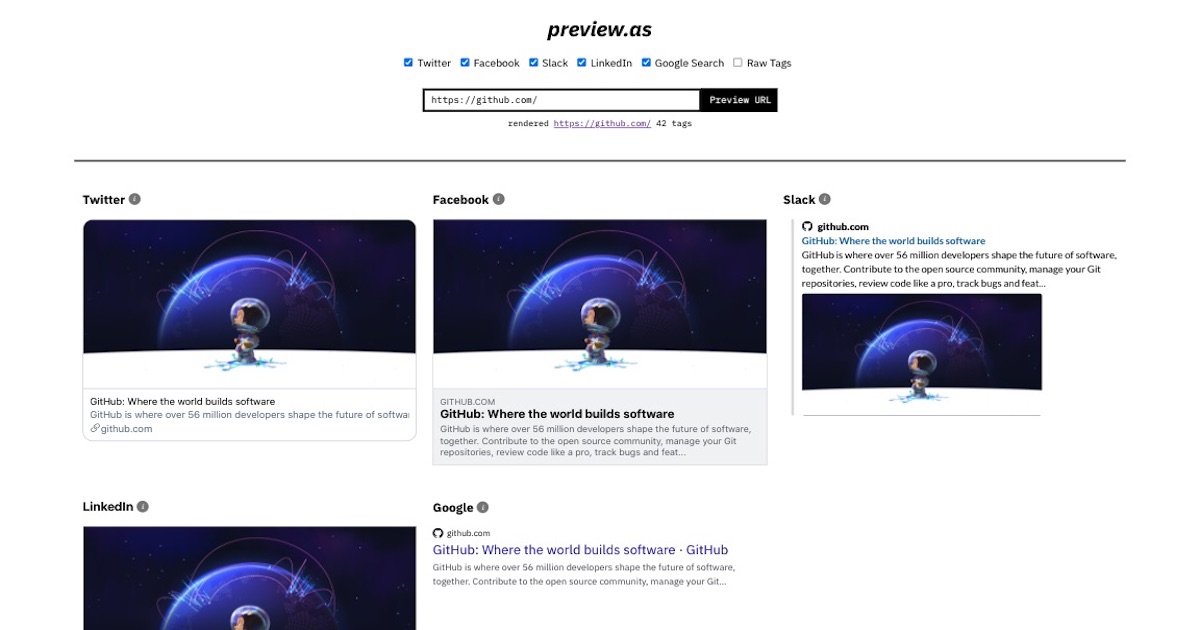 preview.as
Twitter Facebook Slack LinkedIn Google Search Raw Tags
https://github.com/ Preview URL
rendered https://github.com/ 42 tags
Twitter
GitHub: Where the world builds software
GitHub is where over 56 million developers shape the future of softwa
github.com
Facebook
GITHUB.COM
GitHub: Where the world builds software
GitHub is where over 56 million developers shape the future of software,
together. Contribute to the open source community, manage your Git
repositories, review code like a pro, track bugs and feat...
Slack
github.com
GitHub: Where the world builds software
GitHub is where over 56 million developers shape the future of software,
together. Contribute to the open source community, manage your Git
repositories, review code like a pro, track bugs and feat...
LinkedIn
Google
github.com
GitHub: Where the world builds software · GitHub
GitHub is where over 56 million developers shape the future of software,
together. Contribute to the open source community, manage your Git...